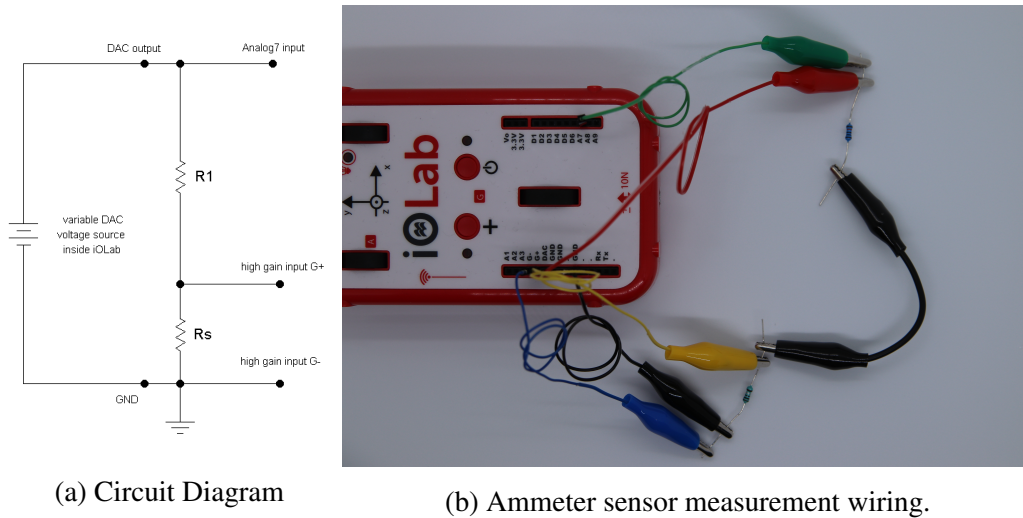 DAC output
Analog7 input
R1
variable DAC
voltage source
inside iOLab
high gain input G+
Rs
high gain input G-
GND
(a) Circuit Diagram
Vo
3.3V
3.3V
D1
D2
D3
D4
D5
D6
A7
A8
A9
iOLab
x
y
z
G
+
10N
A
A1
A2
A3
G-
G+
DAC
GND
GND
-
GND
-
Rx
Tx
-
(b) Ammeter sensor measurement wiring.